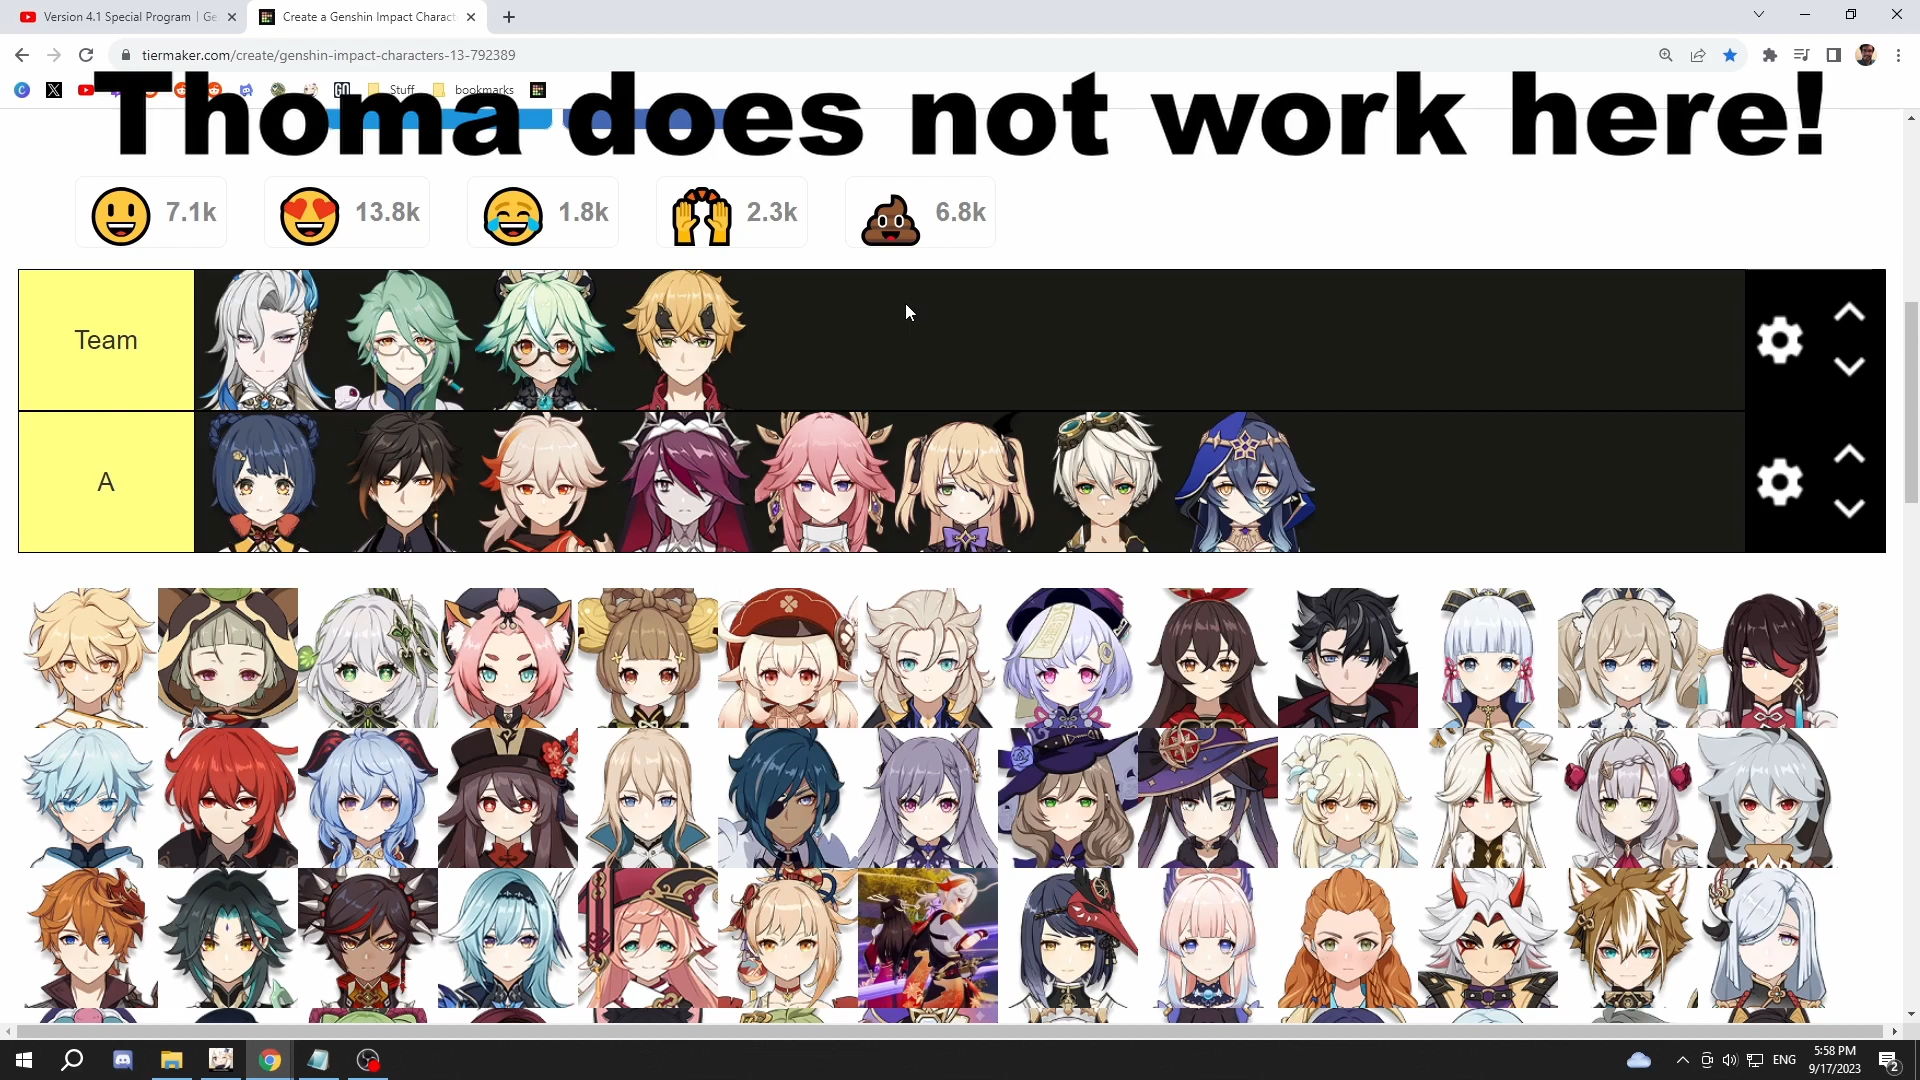 Version 4.1 Special Program | Ge
Create a Genshin Impact Charact
tiermaker.com/create/genshin-impact-characters-13-792389
GO
Stuff
bookmarks
Thoma does not work here!
7.1k
13.8k
1.8k
2.3k
6.8k
Team
A
ENG
5:58 PM
9/17/2023
2